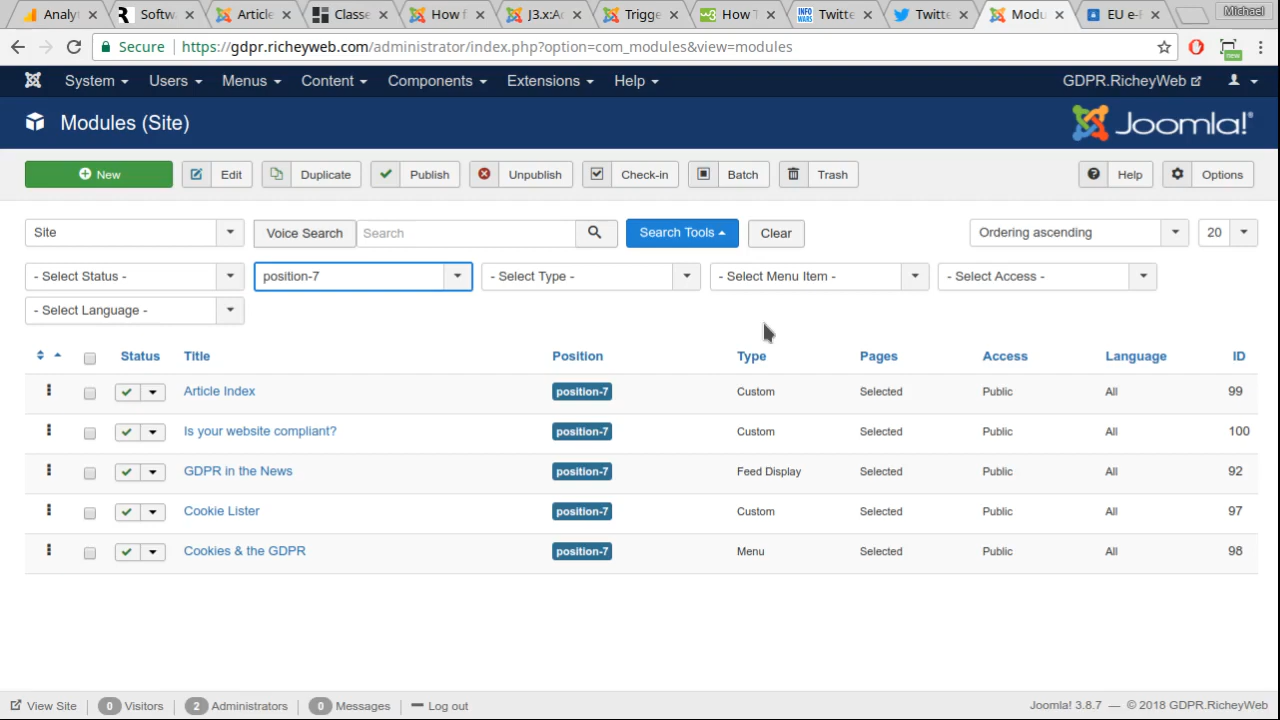 Analyt Softw Article Classe How f J3.x:Ac Trigge How T Twitte Twitte Modu EU e- Michael
Secure https://gdpr.richeyweb.com/administrator/index.php?option=com_modules&view=modules new
System Users Menus Content Components Extensions Help GDPR.RicheyWeb
Modules (Site) Joomla!®
New Edit Duplicate Publish Unpublish Check-in Batch Trash Help Options
Site Voice Search Search Search Tools Clear Ordering ascending 20
- Select Status - position-7 - Select Type - - Select Menu Item - - Select Access -
- Select Language -
Status Title Position Type Pages Access Language ID
Article Index position-7 Custom Selected Public All 99
Is your website compliant? position-7 Custom Selected Public All 100
GDPR in the News position-7 Feed Display Selected Public All 92
Cookie Lister position-7 Custom Selected Public All 97
Cookies & the GDPR position-7 Menu Selected Public All 98
View Site 0 Visitors 2 Administrators 0 Messages Log out Joomla! 3.8.7 — © 2018 GDPR.RicheyWeb